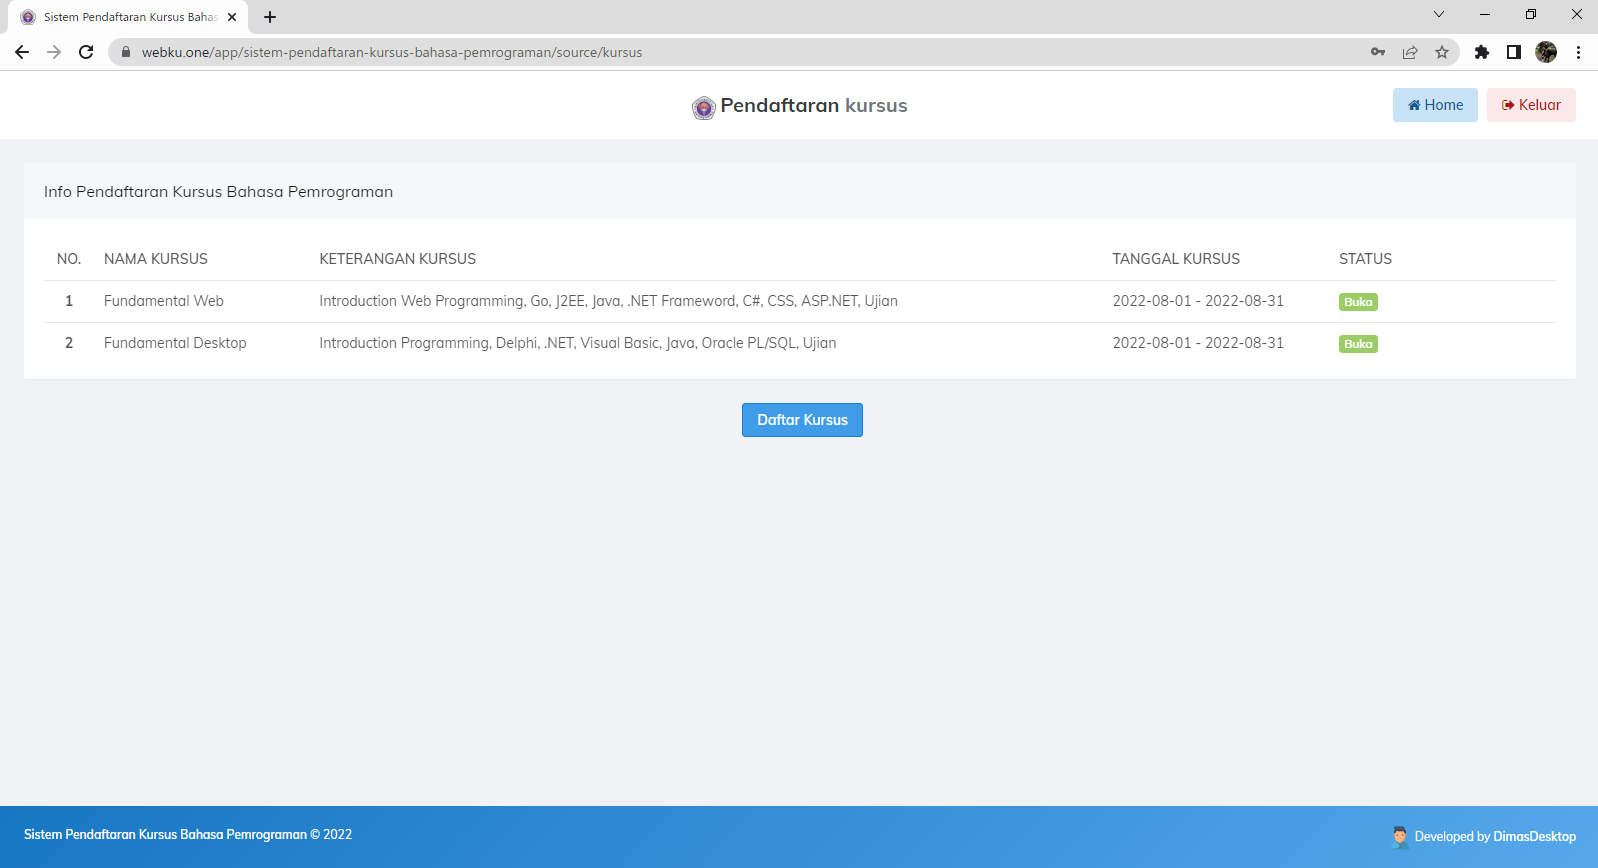 Sistem Pendaftaran Kursus Bahas
webku.one/app/sistem-pendaftaran-kursus-bahasa-pemrograman/source/kursus
Pendaftaran kursus
Home
Keluar
Info Pendaftaran Kursus Bahasa Pemrograman
NO. NAMA KURSUS KETERANGAN KURSUS TANGGAL KURSUS STATUS
1 Fundamental Web Introduction Web Programming, Go, J2EE, Java, .NET Frameword, C#, CSS, ASP.NET, Ujian 2022-08-01 - 2022-08-31 Buka
2 Fundamental Desktop Introduction Programming, Delphi, .NET, Visual Basic, Java, Oracle PL/SQL, Ujian 2022-08-01 - 2022-08-31 Buka
Daftar Kursus
Sistem Pendaftaran Kursus Bahasa Pemrograman © 2022
Developed by DimasDesktop